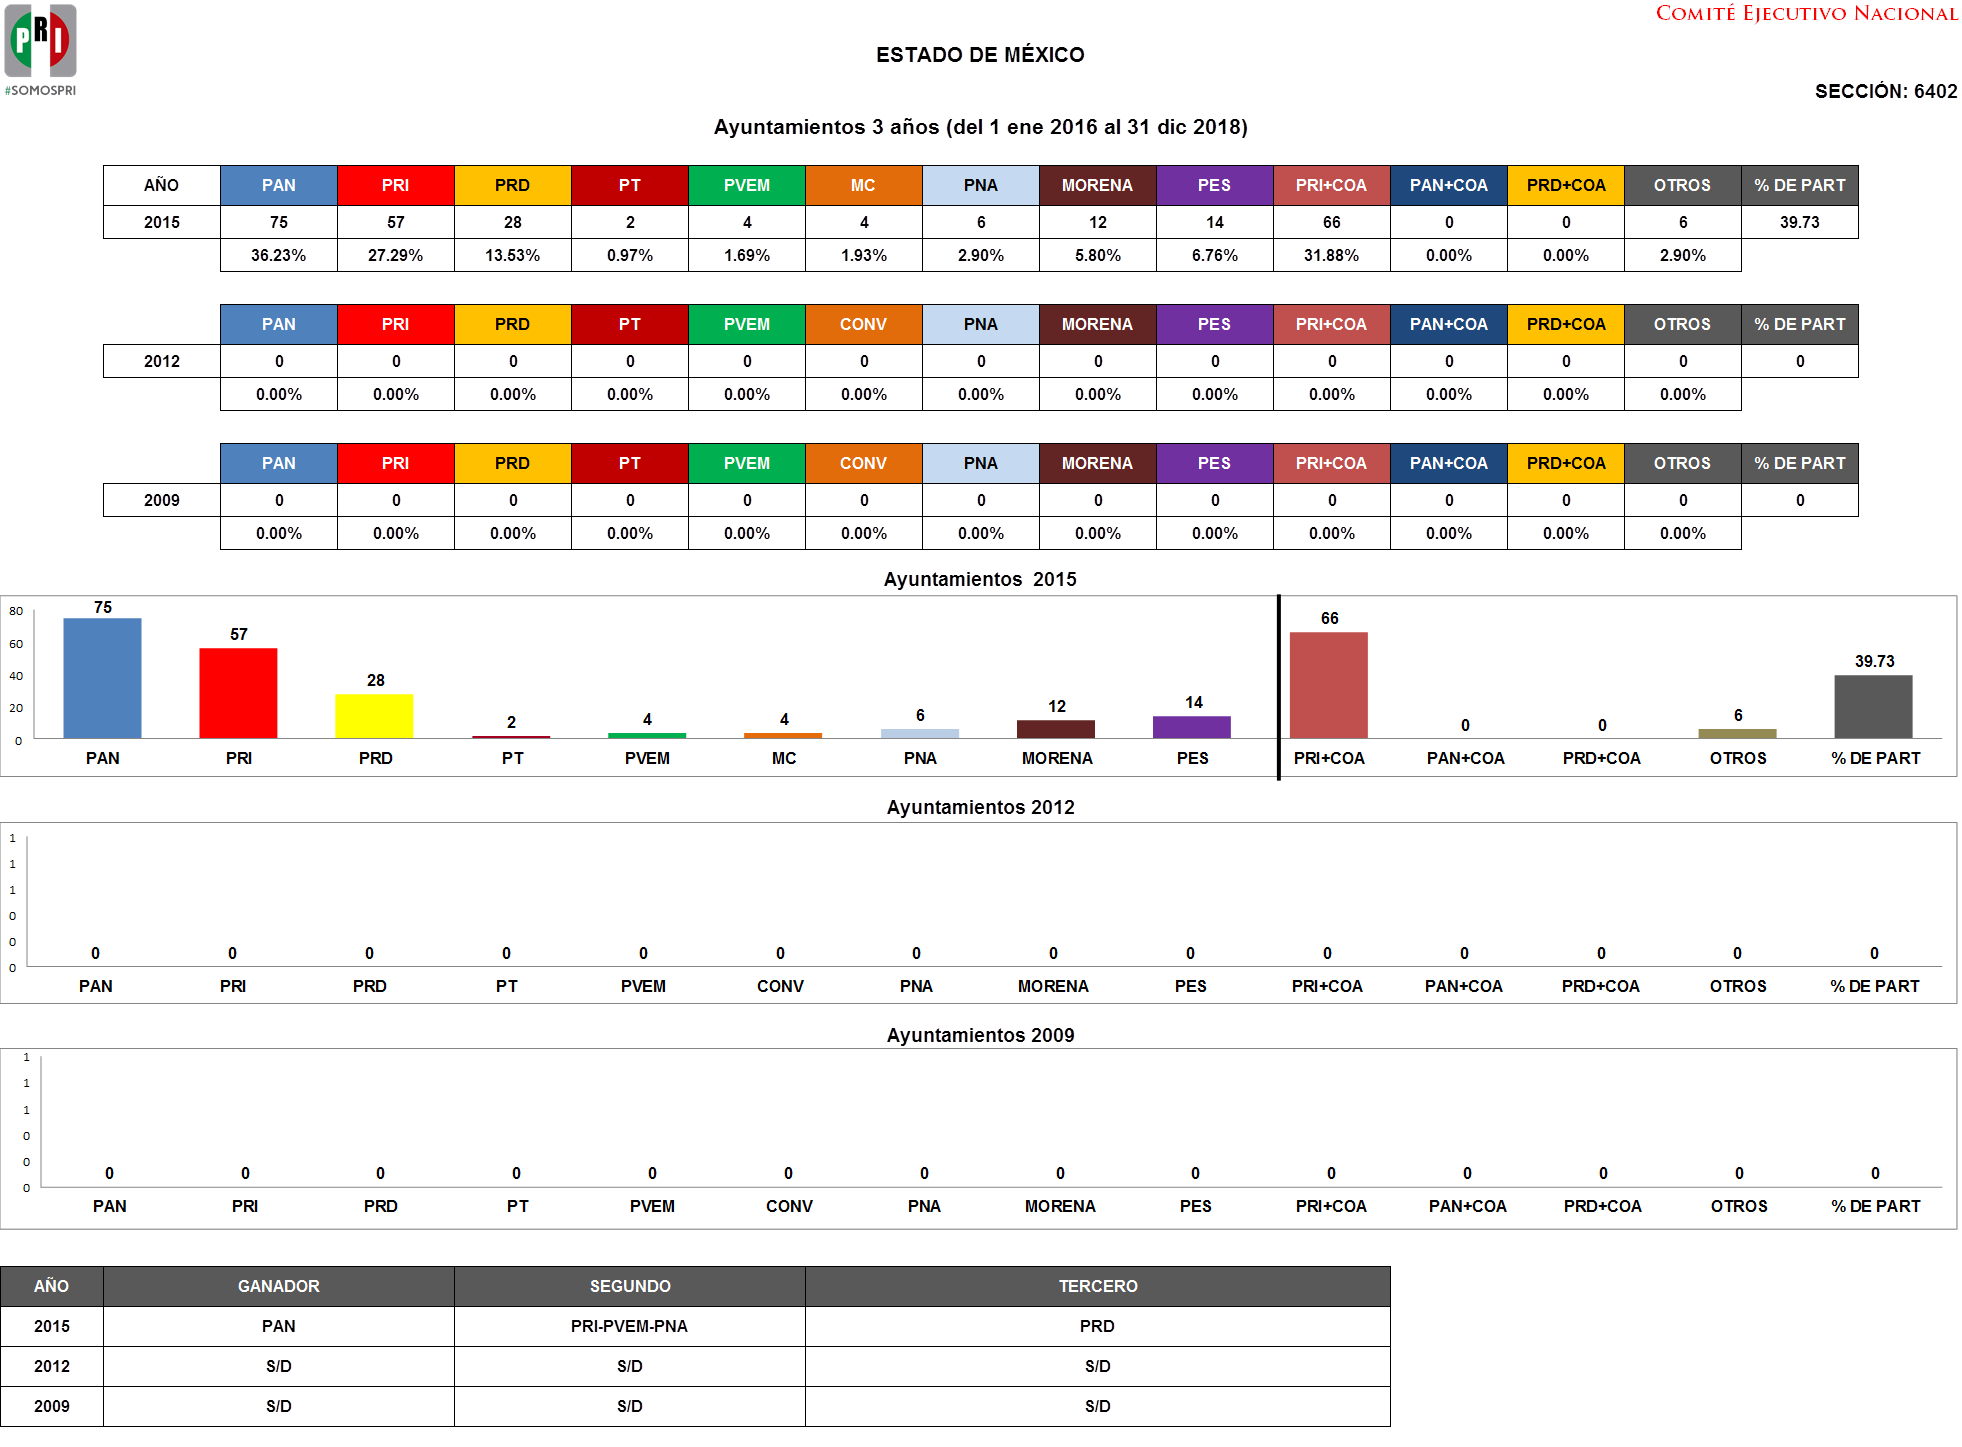 COMITÉ EJECUTIVO NACIONAL
PRI
#SOMOSPRI
ESTADO DE MÉXICO
SECCIÓN: 6402
Ayuntamientos 3 años (del 1 ene 2016 al 31 dic 2018)
AÑO PAN PRI PRD PT PVEM MC PNA MORENA PES PRI+COA PAN+COA PRD+COA OTROS % DE PART
2015 75 57 28 2 4 4 6 12 14 66 0 0 6 39.73
36.23% 27.29% 13.53% 0.97% 1.69% 1.93% 2.90% 5.80% 6.76% 31.88% 0.00% 0.00% 2.90%
PAN PRI PRD PT PVEM CONV PNA MORENA PES PRI+COA PAN+COA PRD+COA OTROS % DE PART
2012 0 0 0 0 0 0 0 0 0 0 0 0 0 0
0.00% 0.00% 0.00% 0.00% 0.00% 0.00% 0.00% 0.00% 0.00% 0.00% 0.00% 0.00% 0.00%
PAN PRI PRD PT PVEM CONV PNA MORENA PES PRI+COA PAN+COA PRD+COA OTROS % DE PART
2009 0 0 0 0 0 0 0 0 0 0 0 0 0 0
0.00% 0.00% 0.00% 0.00% 0.00% 0.00% 0.00% 0.00% 0.00% 0.00% 0.00% 0.00% 0.00%
Ayuntamientos 2015
80
60
40
20
0
75 57 28 2 4 4 6 12 14 66 0 0 6 39.73
PAN PRI PRD PT PVEM MC PNA MORENA PES PRI+COA PAN+COA PRD+COA OTROS % DE PART
Ayuntamientos 2012
1
1
1
0
0
0
0 0 0 0 0 0 0 0 0 0 0 0 0 0
PAN PRI PRD PT PVEM CONV PNA MORENA PES PRI+COA PAN+COA PRD+COA OTROS % DE PART
Ayuntamientos 2009
1
1
1
0
0
0
0 0 0 0 0 0 0 0 0 0 0 0 0 0
PAN PRI PRD PT PVEM CONV PNA MORENA PES PRI+COA PAN+COA PRD+COA OTROS % DE PART
AÑO GANADOR SEGUNDO TERCERO
2015 PAN PRI-PVEM-PNA PRD
2012 S/D S/D S/D
2009 S/D S/D S/D